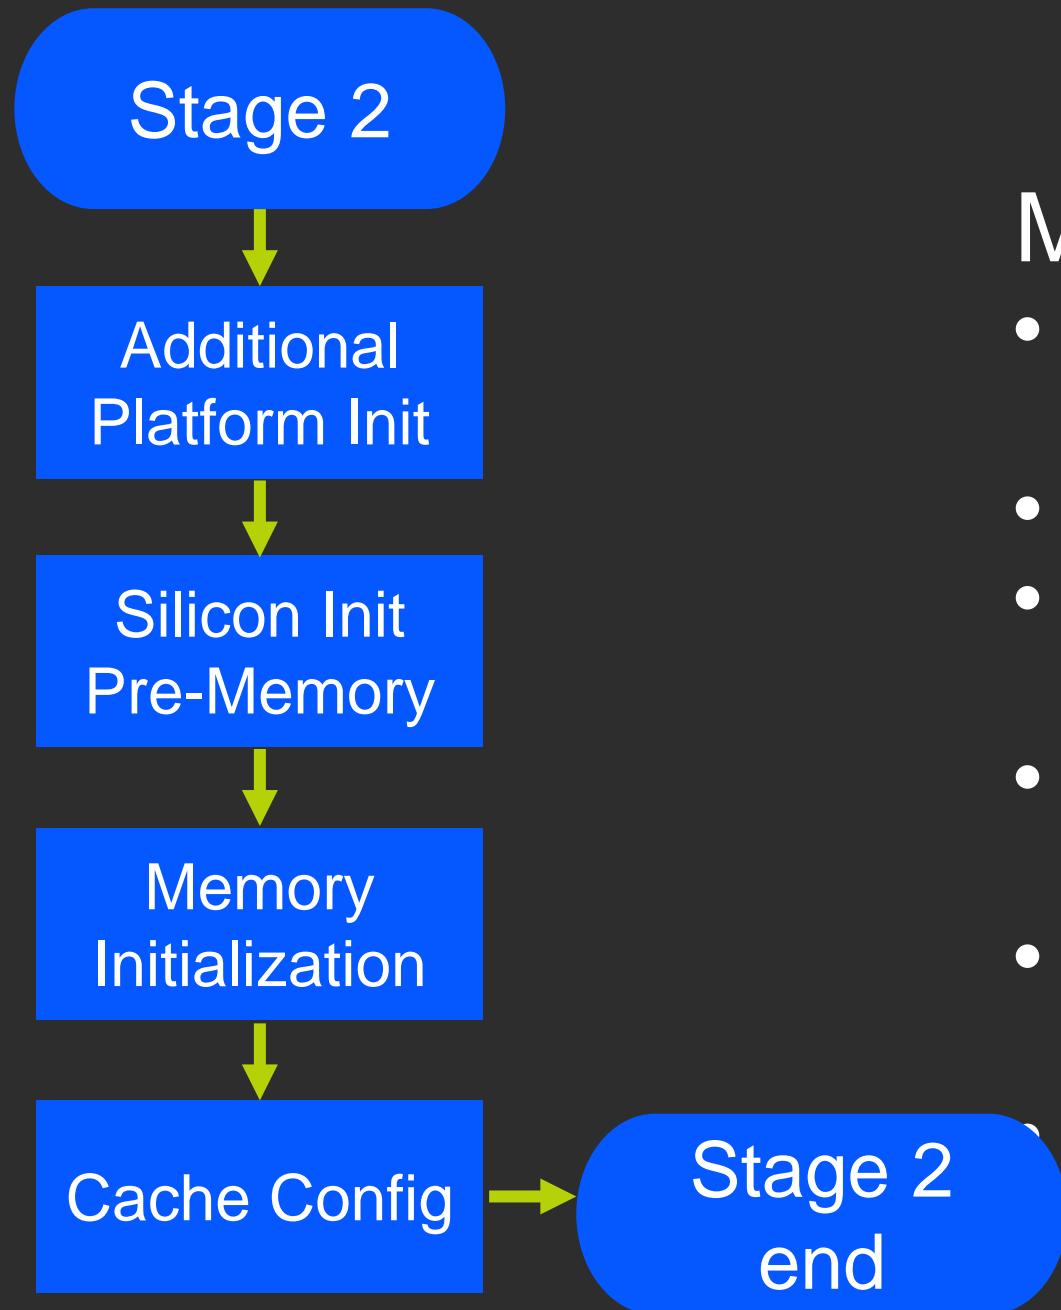 Stage 2
Additional
Platform Init
Silicon Init
Pre-Memory
Memory
Initialization
Cache Config
Stage 2
end